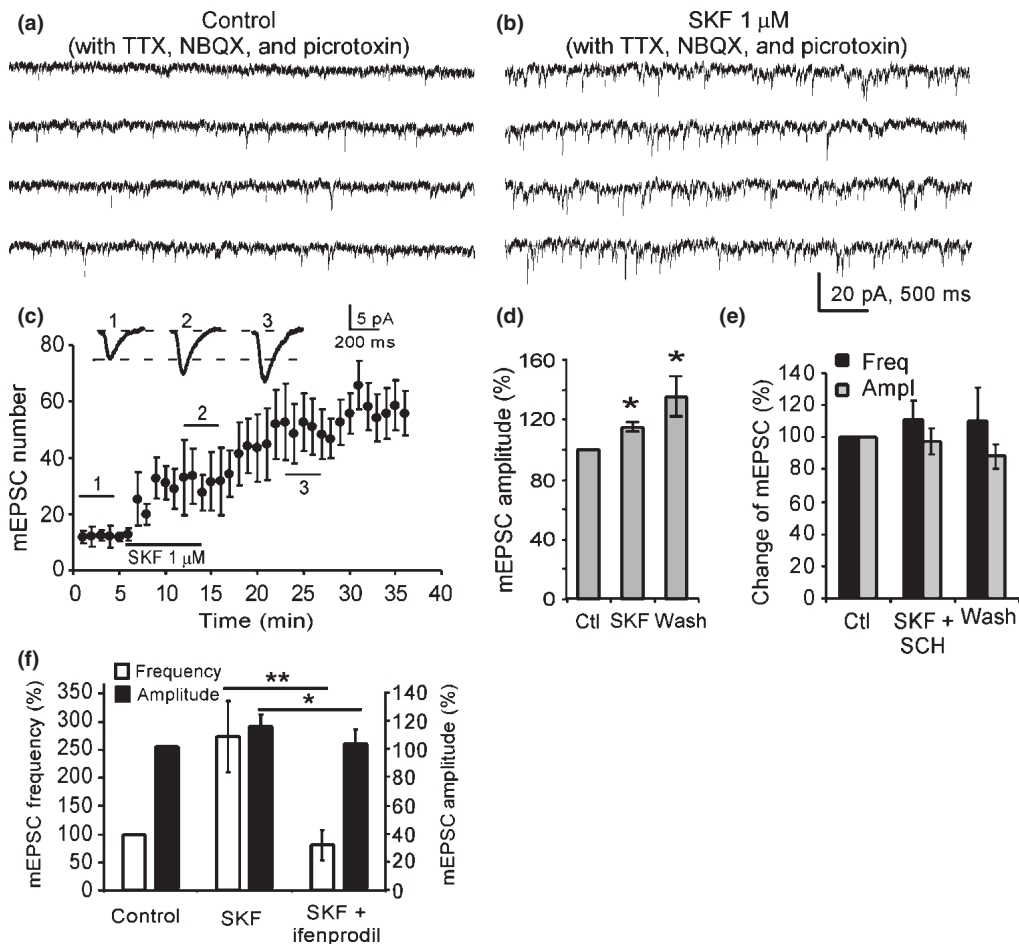 (a)
Control
(with TTX, NBQX, and picrotoxin)
(b)
SKF 1 μM
(with TTX, NBQX, and picrotoxin)
20 pA, 500 ms
(c)
1
2
3
5 pA
200 ms
80
60
40
20
0
mEPSC number
1
2
3
SKF 1 μM
0
5
10
15
20
25
30
35
40
Time (min)
(d)
160
120
80
40
0
mEPSC amplitude (%)
*
*
Ctl
SKF
Wash
(e)
Freq
Ampl
140
120
100
80
60
40
20
0
Change of mEPSC (%)
Ctl
SKF +
SCH
Wash
(f)
Frequency
Amplitude
**
*
350
300
250
200
150
100
50
0
mEPSC frequency (%)
140
120
100
80
60
40
20
0
mEPSC amplitude (%)
Control
SKF
SKF +
ifenprodil